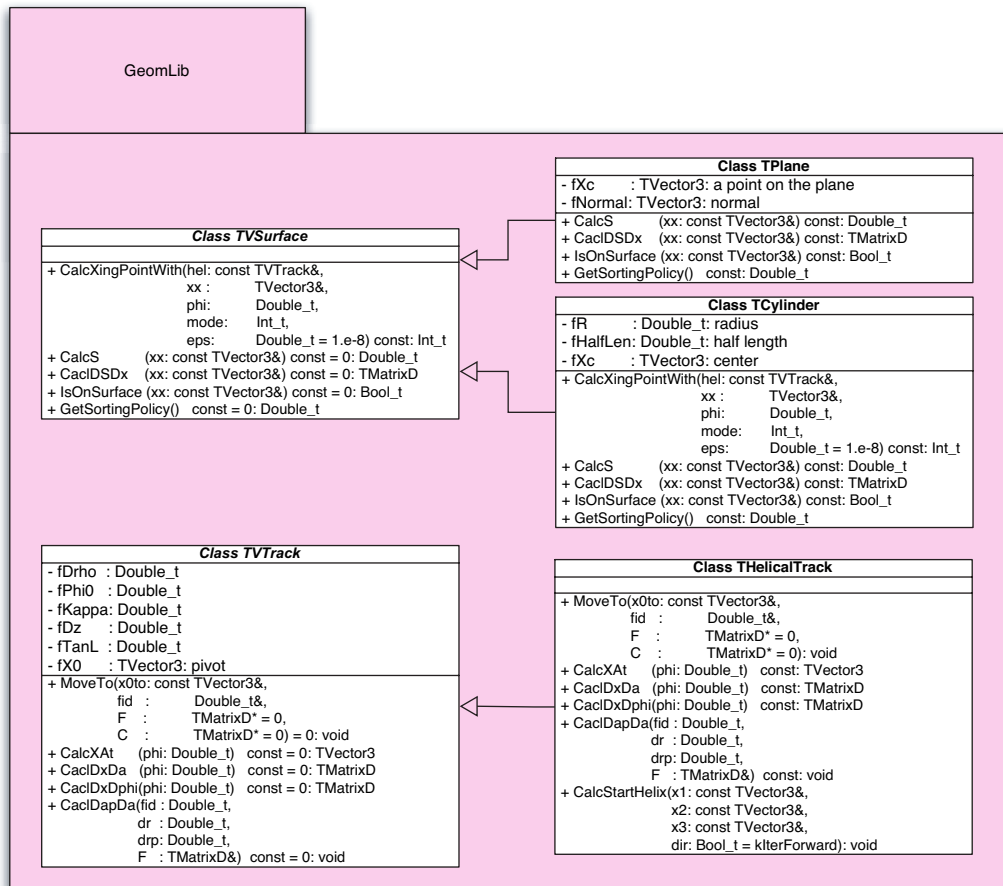 GeomLib
Class TVSurface
+ CalcXingPointWith(hel: const TVTrack&,
xx : TVector3&,
phi: Double_t,
mode: Int_t,
eps: Double_t = 1.e-8) const: Int_t
+ CalcS (xx: const TVector3&) const = 0: Double_t
+ CaclDSDx (xx: const TVector3&) const = 0: TMatrixD
+ IsOnSurface (xx: const TVector3&) const = 0: Bool_t
+ GetSortingPolicy() const = 0: Double_t
Class TPlane
- fXc : TVector3: a point on the plane
- fNormal: TVector3: normal
+ CalcS (xx: const TVector3&) const: Double_t
+ CaclDSDx (xx: const TVector3&) const: TMatrixD
+ IsOnSurface (xx: const TVector3&) const: Bool_t
+ GetSortingPolicy() const: Double_t
Class TCylinder
- fR : Double_t: radius
- fHalfLen: Double_t: half length
- fXc : TVector3: center
+ CalcXingPointWith(hel: const TVTrack&,
xx : TVector3&,
phi: Double_t,
mode: Int_t,
eps: Double_t = 1.e-8) const: Int_t
+ CalcS (xx: const TVector3&) const: Double_t
+ CaclDSDx (xx: const TVector3&) const: TMatrixD
+ IsOnSurface (xx: const TVector3&) const: Bool_t
+ GetSortingPolicy() const: Double_t
Class TVTrack
- fDrho : Double_t
- fPhi0 : Double_t
- fKappa: Double_t
- fDz : Double_t
- fTanL : Double_t
- fX0 : TVector3: pivot
+ MoveTo(x0to: const TVector3&,
fid : Double_t&,
F : TMatrixD* = 0,
C : TMatrixD* = 0) = 0: void
+ CalcXAt (phi: Double_t) const = 0: TVector3
+ CaclDxDa (phi: Double_t) const = 0: TMatrixD
+ CaclDxDphi(phi: Double_t) const = 0: TMatrixD
+ CaclDapDa(fid : Double_t,
dr : Double_t,
drp: Double_t,
F : TMatrixD&) const = 0: void
Class THelicalTrack
+ MoveTo(x0to: const TVector3&,
fid : Double_t&,
F : TMatrixD* = 0,
C : TMatrixD* = 0): void
+ CalcXAt (phi: Double_t) const: TVector3
+ CaclDxDa (phi: Double_t) const: TMatrixD
+ CaclDxDphi(phi: Double_t) const: TMatrixD
+ CaclDapDa(fid : Double_t,
dr : Double_t,
drp: Double_t,
F : TMatrixD&) const: void
+ CalcStartHelix(x1: const TVector3&,
x2: const TVector3&,
x3: const TVector3&,
dir: Bool_t = kIterForward): void